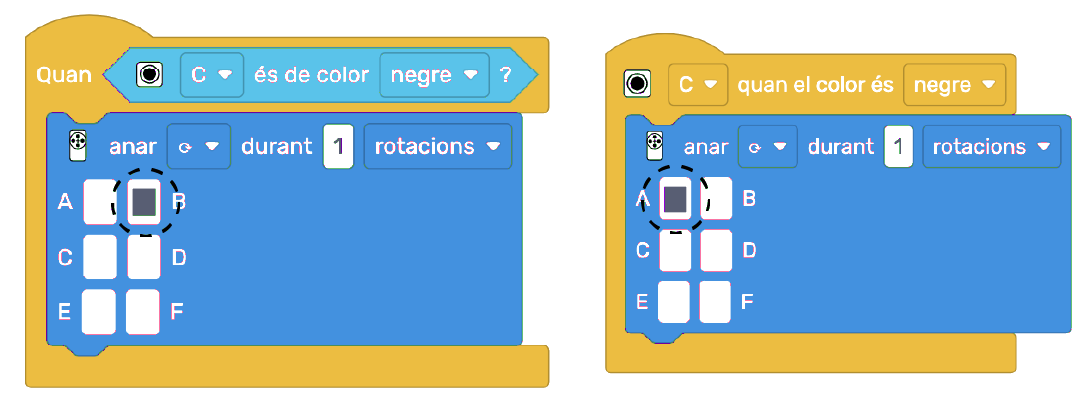 Quan C és de color negre ?
anar durant 1 rotacions
A B
C D
E F
C quan el color és negre
anar durant 1 rotacions
A B
C D
E F